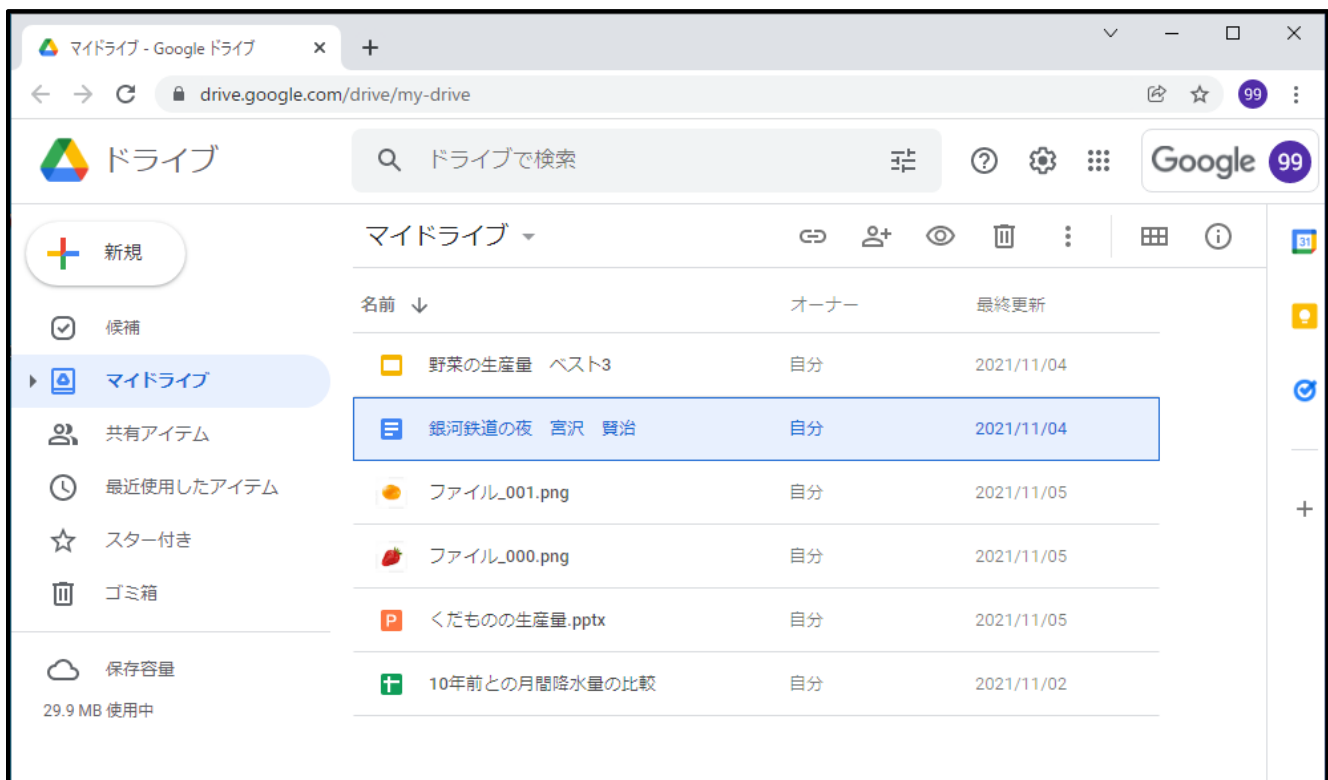 マイドライブ - Google ドライブ
drive.google.com/drive/my-drive
99
ドライブ
ドライブで検索
Google 99
新規
マイドライブ
31
名前
オーナー
最終更新
候補
マイドライブ
共有アイテム
最近使用したアイテム
スター付き
ゴミ箱
保存容量
29.9 MB 使用中
野菜の生産量　ベスト3 自分 2021/11/04
銀河鉄道の夜　宮沢　賢治 自分 2021/11/04
ファイル_001.png 自分 2021/11/05
ファイル_000.png 自分 2021/11/05
P くだものの生産量.pptx 自分 2021/11/05
10年前との月間降水量の比較 自分 2021/11/02